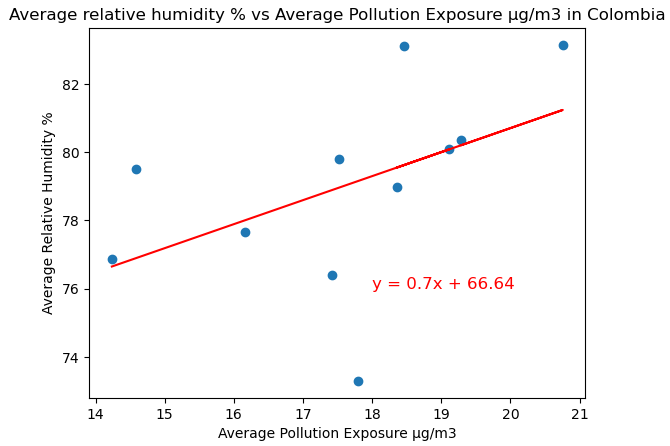 Average relative humidity % vs Average Pollution Exposure µg/m3 in Colombia
Average Relative Humidity %
82
80
78
76
74
y = 0.7x + 66.64
14 15 16 17 18 19 20 21
Average Pollution Exposure µg/m3